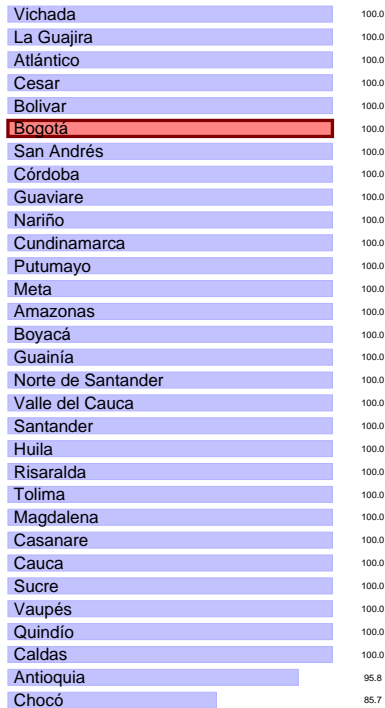 Vichada 100.0
La Guajira 100.0
Atlántico 100.0
Cesar 100.0
Bolivar 100.0
Bogotá 100.0
San Andrés 100.0
Córdoba 100.0
Guaviare 100.0
Nariño 100.0
Cundinamarca 100.0
Putumayo 100.0
Meta 100.0
Amazonas 100.0
Boyacá 100.0
Guainía 100.0
Norte de Santander 100.0
Valle del Cauca 100.0
Santander 100.0
Huila 100.0
Risaralda 100.0
Tolima 100.0
Magdalena 100.0
Casanare 100.0
Cauca 100.0
Sucre 100.0
Vaupés 100.0
Quindío 100.0
Caldas 100.0
Antioquia 95.8
Chocó 85.7